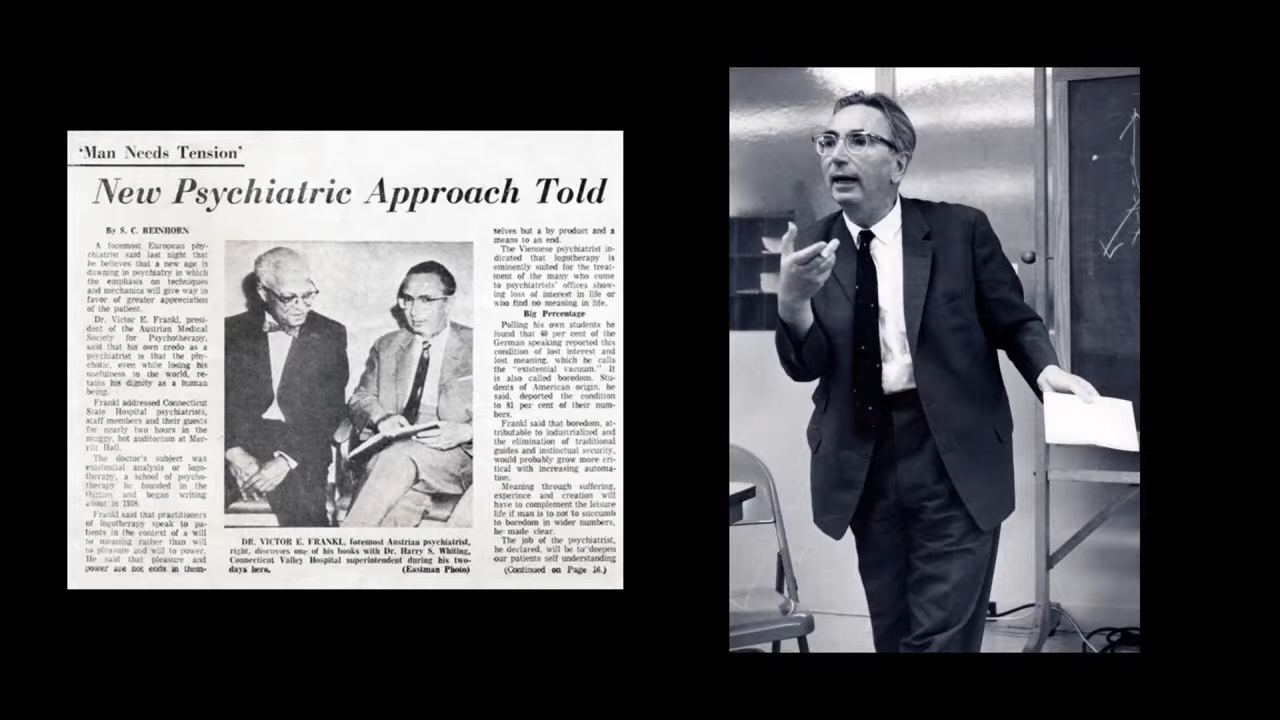 'Man Needs Tension'
New Psychiatric Approach Told
By S. C. BEINHORN
A foremost European phy-
chiatrist said last night that
he believes that a new age is
dawning in psychiatry in which
the emphasis on techniques
and mechanics will give way in
favor of greater appreciation
of the patient.
Dr. Victor E. Frankl, presi-
dent of the Austrian Medical
Society for Psychotherapy,
said that his own credo as a
psychiatrist is that the phy-
chotic, even while losing his
usefulness to the world, re-
tains his dignity as a human
being.
Frankl addressed Connecticut
State Hospital psychiatrists,
staff members and their guests
for nearly two hours in the
muggy, hot auditorium at Mer-
ritt Hall.
The doctor's subject was
existential analysis or logo-
therapy, a school of psycho-
therapy he founded in the
thirties and began writing
about in 1938.
Frankl said that practitioners
of logotherapy speak to pa-
tients in the context of a will
to meaning rather than will
to pleasure and will to power.
He said that pleasure and
power are not ends in them-
DR. VICTOR E. FRANKL, foremost Austrian psychiatrist,
right, discusses one of his books with Dr. Harry S. Whiting,
Connecticut Valley Hospital superintendent during his two-
days here. (Eastman Photo)
selves but a by product and a
means to an end.
The Viennese psychiatrist in-
dicated that logotherapy is
eminently suited for the treat-
ment of the many who come
to psychiatrists' offices show-
ing loss of interest in life or
who find no meaning in life.
Big Percentage
Polling his own students he
found that 40 per cent of the
German speaking reported this
condition of lost interest and
lost meaning, which he calls
the "existential vacuum." It
is also called boredom. Stu-
dents of American origin, he
said, deported the condition
to 81 per cent of their num-
bers.
Frankl said that boredom, at-
tributable to industrialized and
the elimination of traditional
guides and instinctual security,
would probably grow more cri-
tical with increasing automa-
tion.
Meaning through suffering,
experince and creation will
have to complement the leisure
life if man is to not to succumb
to boredom in wider numbers,
he made clear.
The job of the psychiatrist,
he declared, will be to"deepen
our patients self understanding
(Continued on Page 16.)